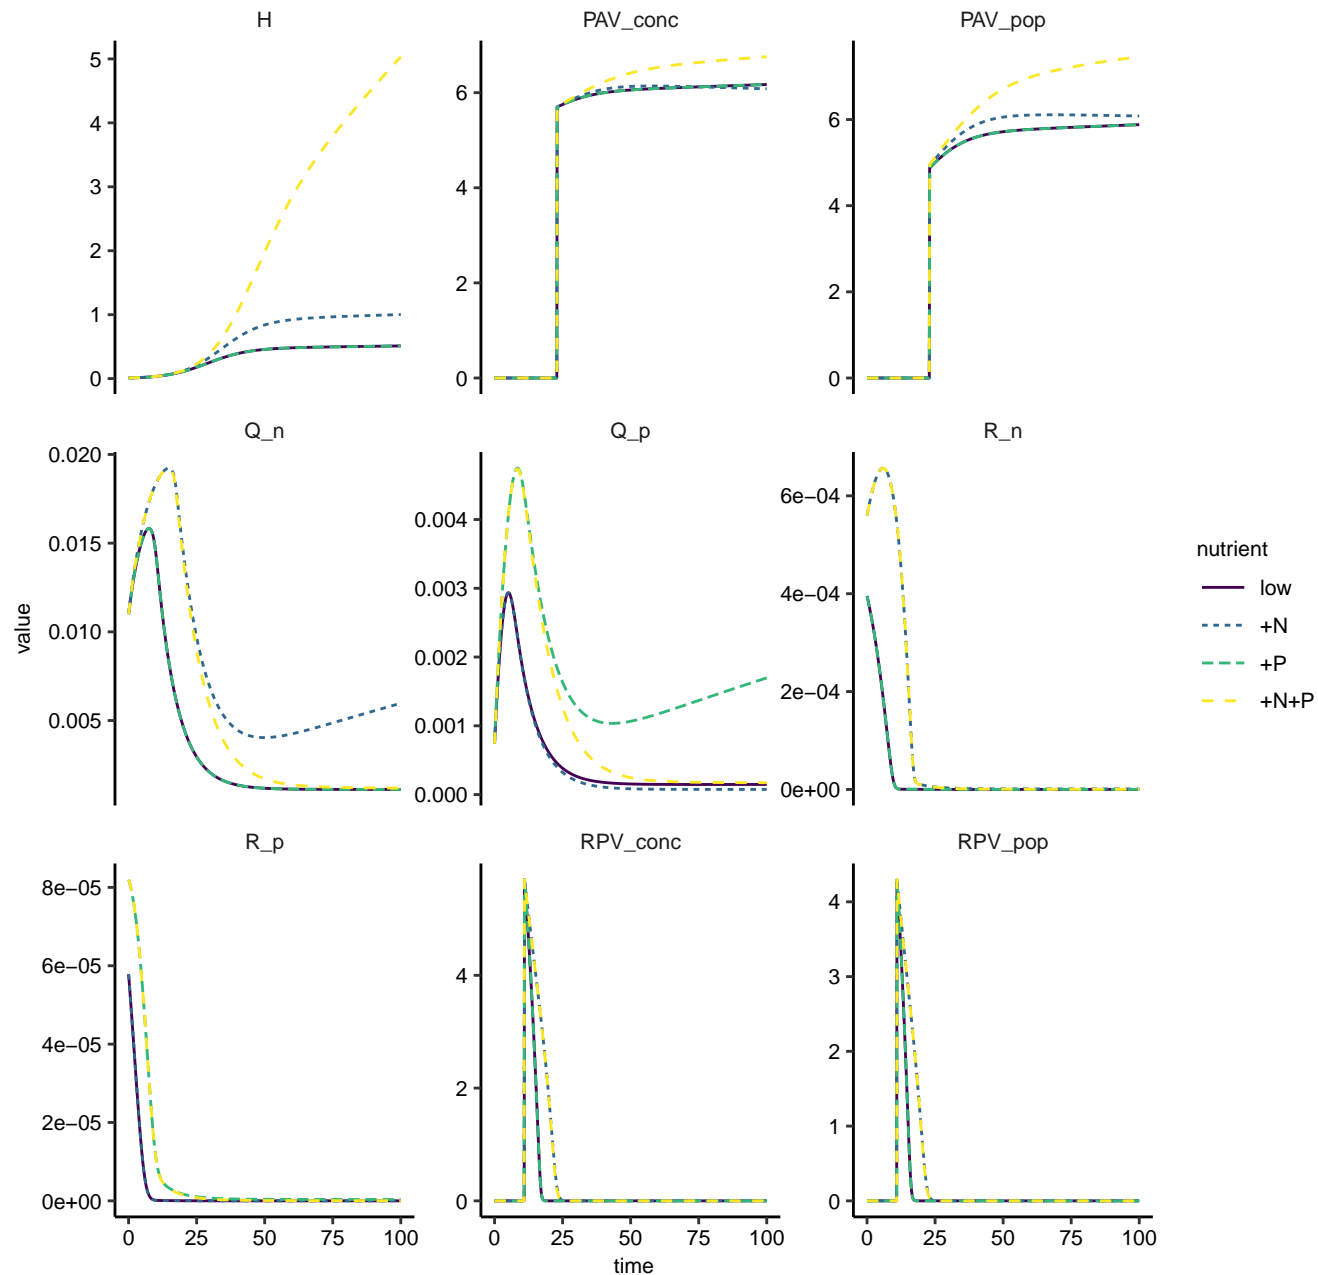 H
PAV_conc
PAV_pop
5
4
3
2
1
0
6
4
2
0
6
4
2
0
Q_n
Q_p
R_n
0.020
0.015
0.010
0.005
0.004
0.003
0.002
0.001
0.000
6e−04
4e−04
2e−04
0e+00
R_p
RPV_conc
RPV_pop
8e−05
6e−05
4e−05
2e−05
0e+00
4
2
0
4
3
2
1
0
0 25 50 75 100
0 25 50 75 100
0 25 50 75 100
time
value
nutrient
low
+N
+P
+N+P